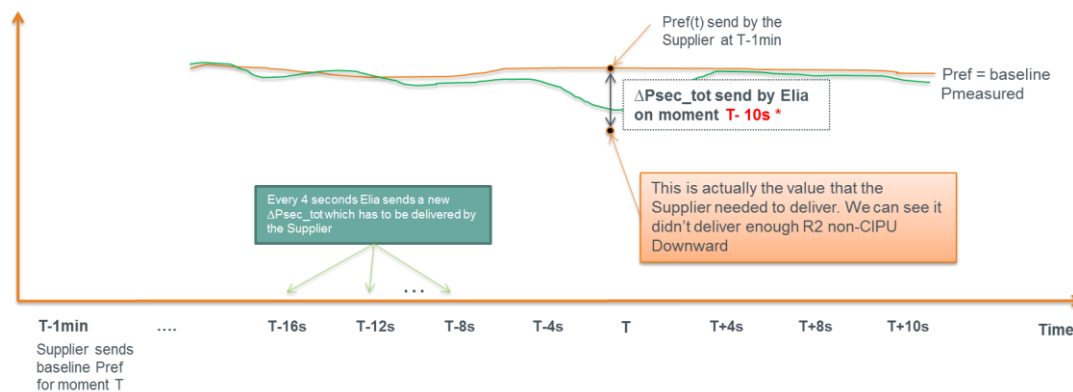 Pref(t) send by the
Supplier at T-1min
Pref = baseline
Pmeasured
ΔPsec_tot send by Elia
on moment T- 10s *
Every 4 seconds Elia sends a new
ΔPsec_tot which has to be delivered by
the Supplier
This is actually the value that the
Supplier needed to deliver. We can see it
didn't deliver enough R2 non-CIPU
Downward
...
T-1min
....
T-16s
T-12s
T-8s
T-4s
T
T+4s
T+8s
T+10s
Time
Supplier sends
baseline Pref
for moment T